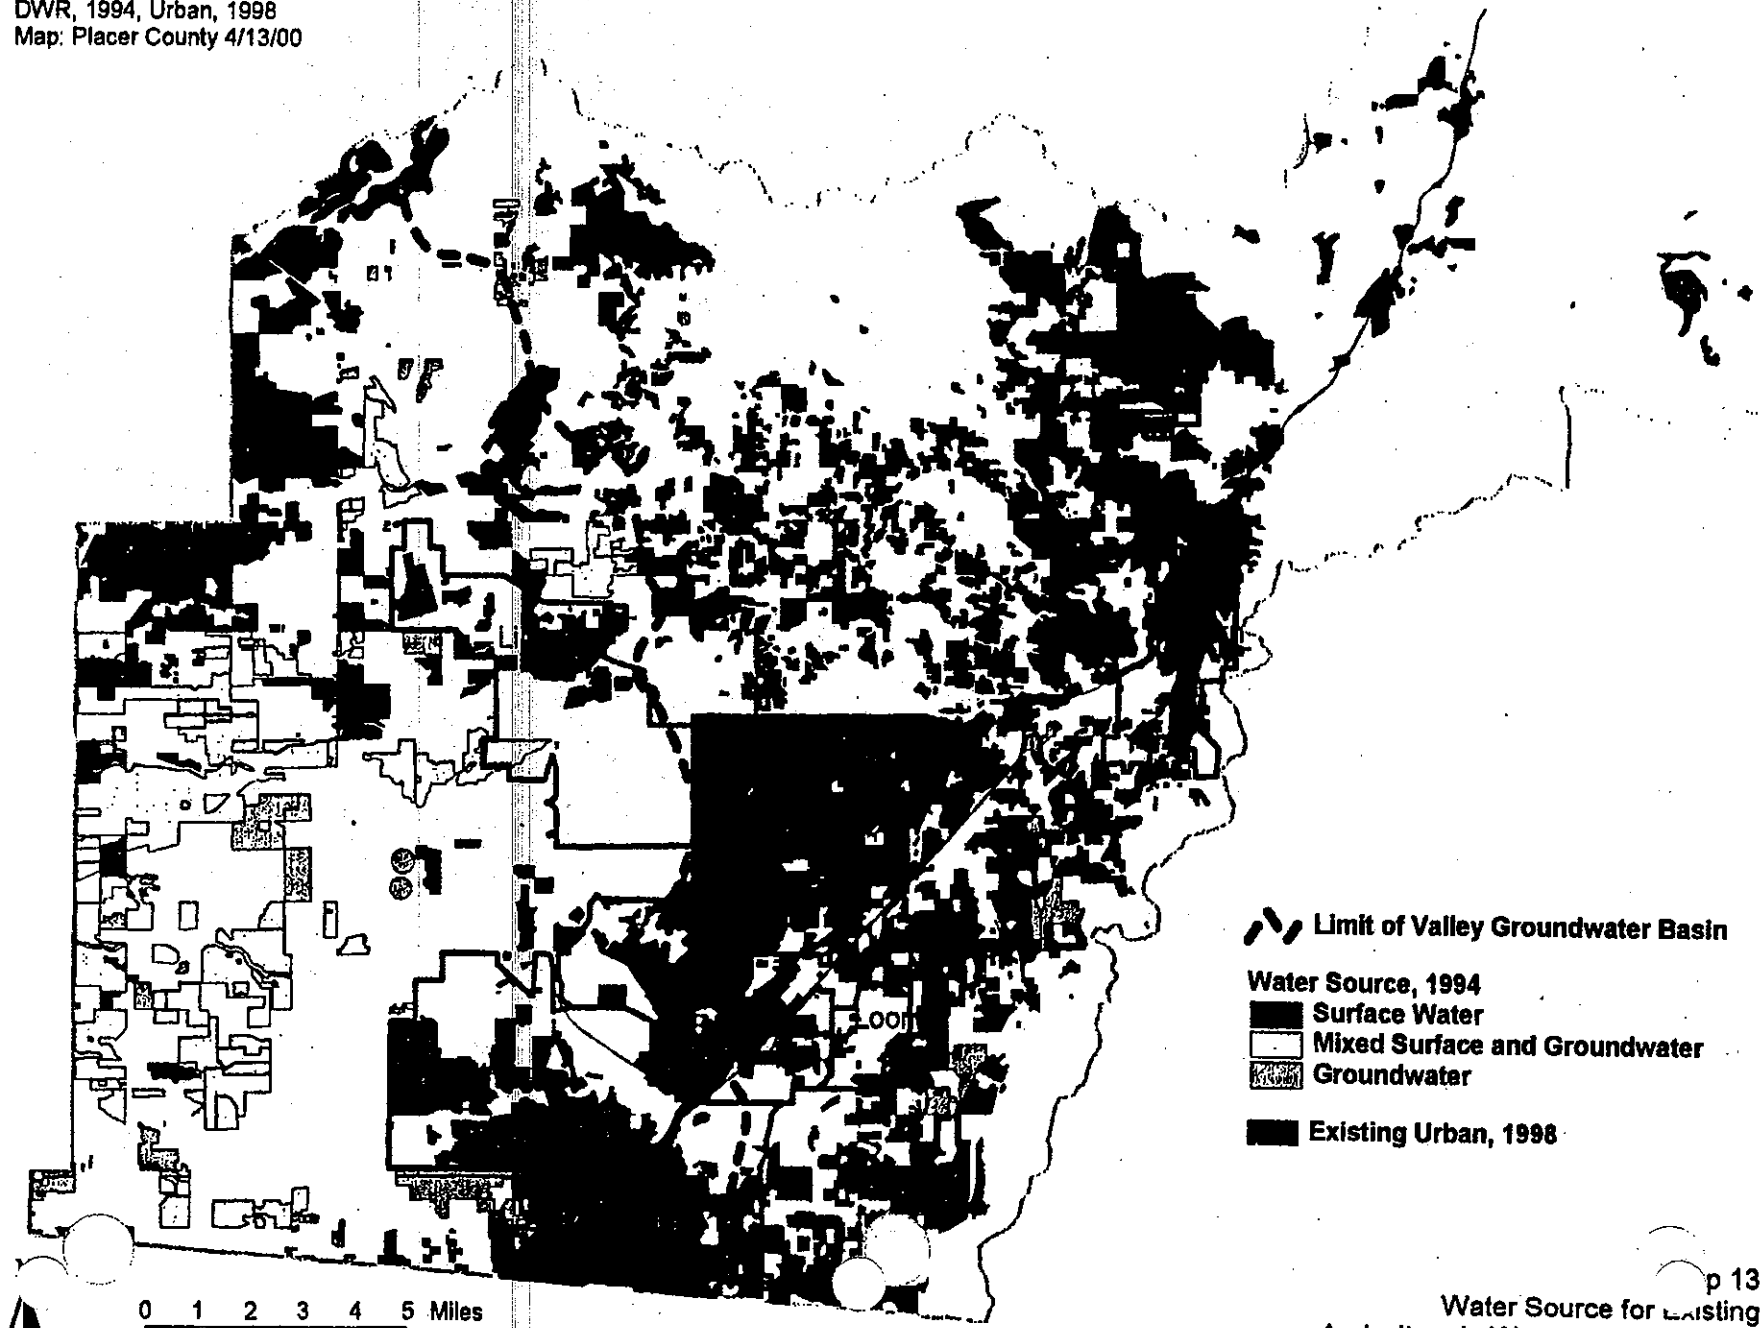 DWR, 1994, Urban, 1998
Map: Placer County 4/13/00
Loom
Limit of Valley Groundwater Basin
Water Source, 1994
Surface Water
Mixed Surface and Groundwater
Groundwater
Existing Urban, 1998
0 1 2 3 4 5 Miles
p 13
Water Source for Existing